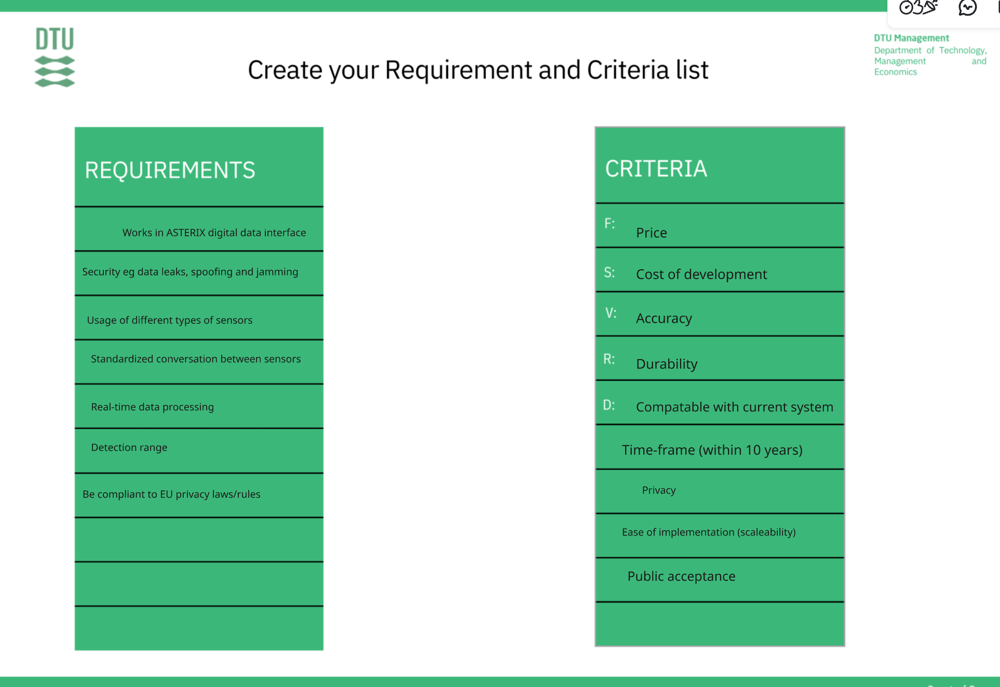 DTU
DTU Management
Department of Technology,
Management and
Economics
Create your Requirement and Criteria list
REQUIREMENTS
Works in ASTERIX digital data interface
Security eg data leaks, spoofing and jamming
Usage of different types of sensors
Standardized conversation between sensors
Real-time data processing
Detection range
Be compliant to EU privacy laws/rules
CRITERIA
F: Price
S: Cost of development
V: Accuracy
R: Durability
D: Compatable with current system
Time-frame (within 10 years)
Privacy
Ease of implementation (scaleability)
Public acceptance